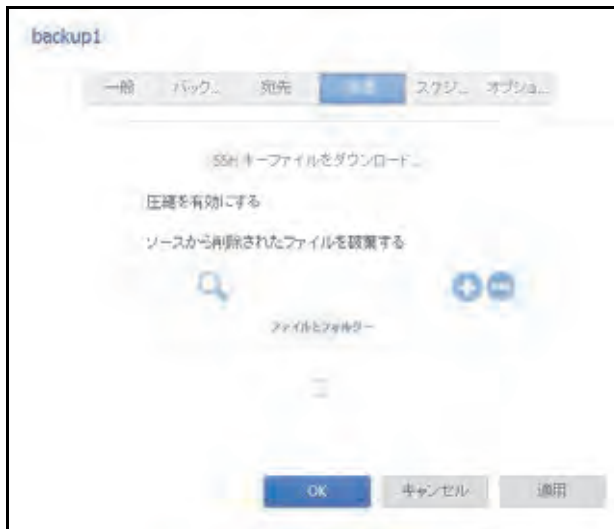 backup1
一般 バック... 宛先 スケジ... オプショ...
SSH キーファイルをダウンロード...
圧縮を有効にする
ソースから削除されたファイルを破棄する
ファイルとフォルダー
OK キャンセル 適用